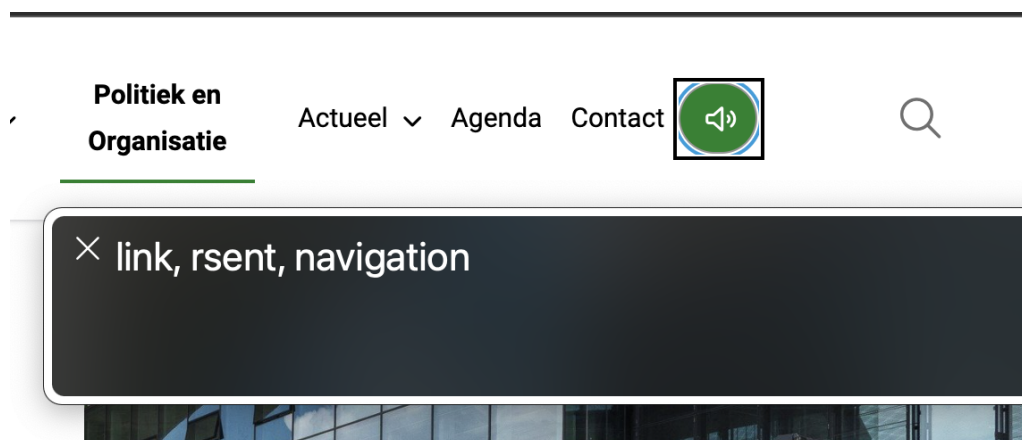 Politiek en
Organisatie
Actueel
Agenda
Contact
link, rsent, navigation